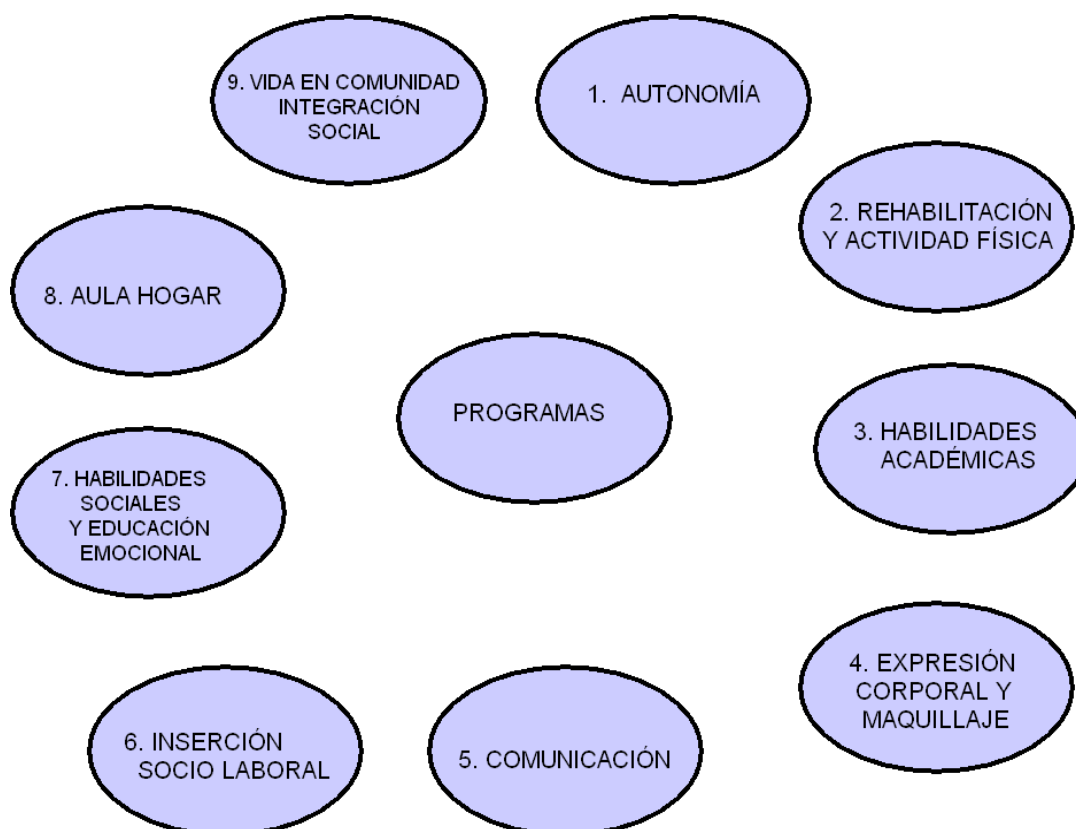 9. VIDA EN COMUNIDAD
INTEGRACIÓN
SOCIAL
1. AUTONOMÍA
2. REHABILITACIÓN
Y ACTIVIDAD FÍSICA
8. AULA HOGAR
PROGRAMAS
3. HABILIDADES
ACADÉMICAS
7. HABILIDADES
SOCIALES
Y EDUCACIÓN
EMOCIONAL
4. EXPRESIÓN
CORPORAL Y
MAQUILLAJE
6. INSERCIÓN
SOCIO LABORAL
5. COMUNICACIÓN